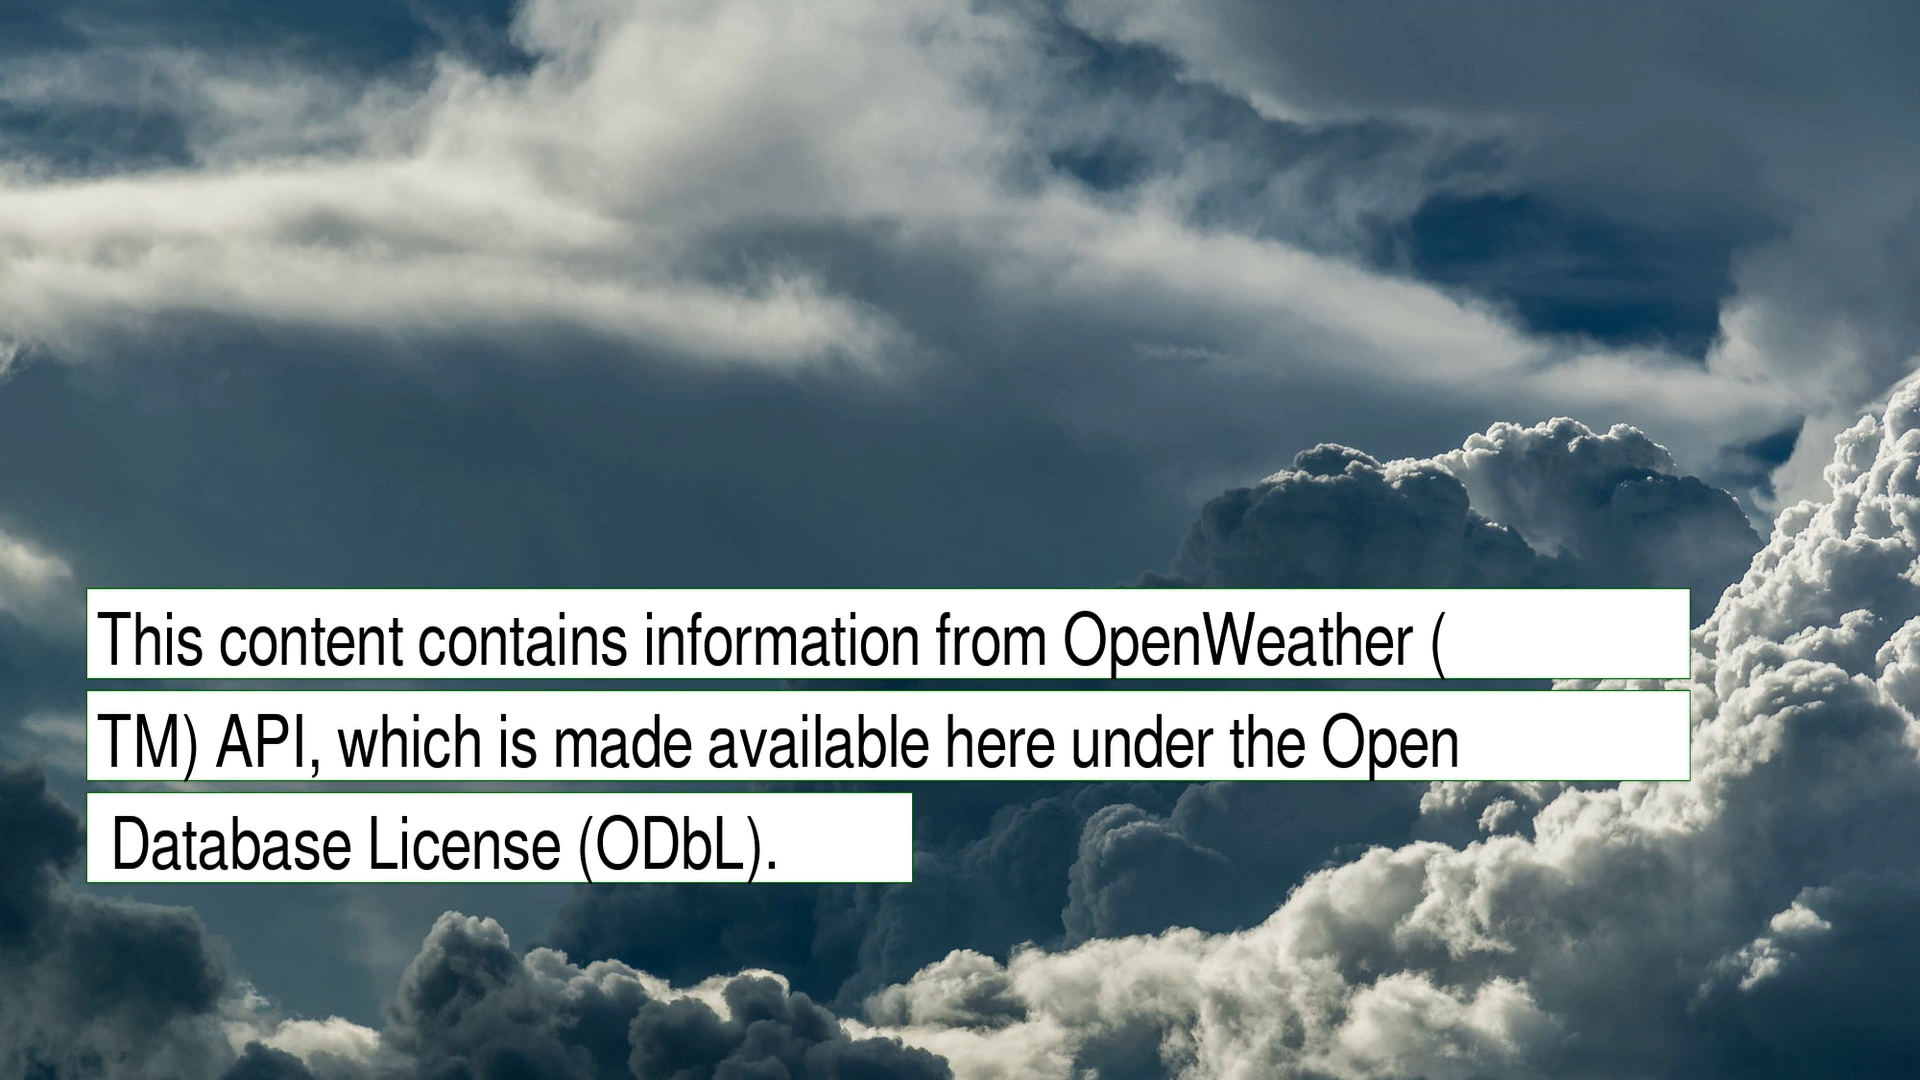 This content contains information from OpenWeather (
TM) API, which is made available here under the Open
Database License (ODbL).